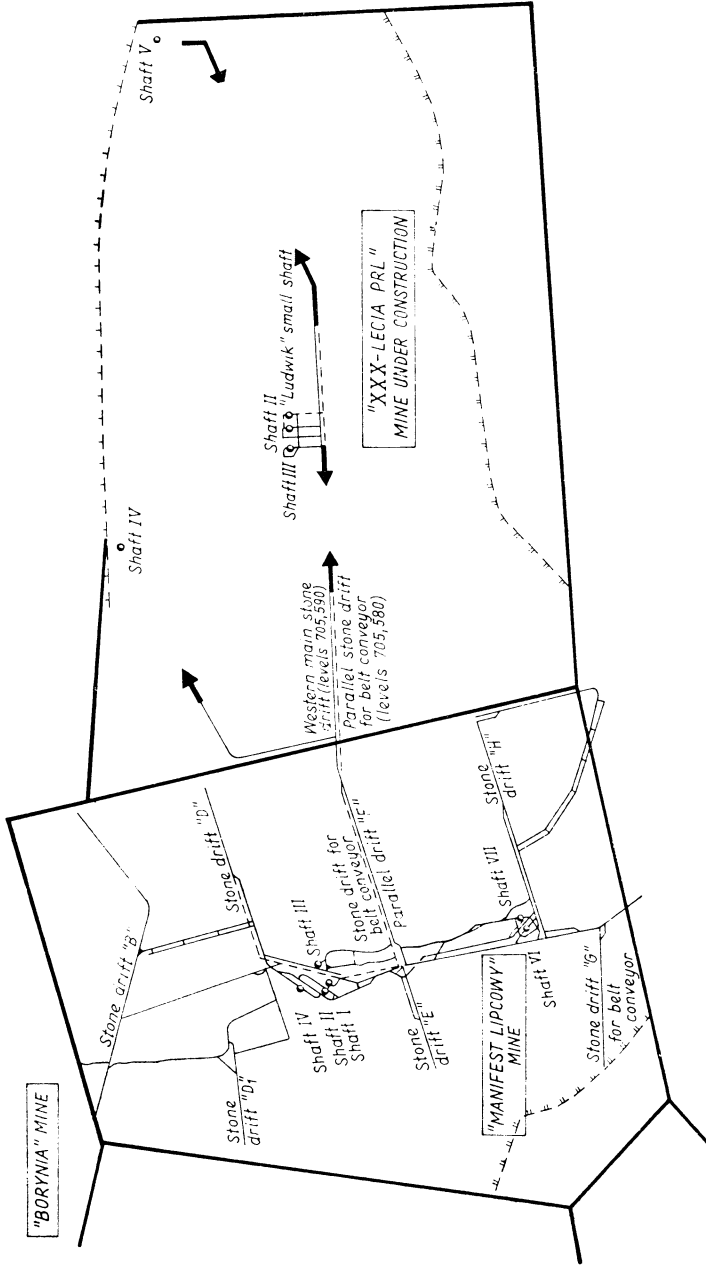 "BORYNIA" MINE
Stone drift "B"
Stone drift "D"
Stone
drift "D1
Shaft IV
Shaft II
Shaft I
Shaft III
Stone drift for
belt conveyor
Parallel drift "F"
Stone
drift "E"
"MANIFEST LIPCOWY"
MINE
Shaft VI
Shaft VII
Stone
drift "H"
Stone drift "G"
for belt
conveyor
Western main stone
drift (levels 705,590)
Parallel stone drift
for belt conveyor
(levels 705,580)
Shaft IV
Shaft III
Shaft II
"Ludwik" small shaft
"XXX-LECIA PRL"
MINE UNDER CONSTRUCTION
Shaft V